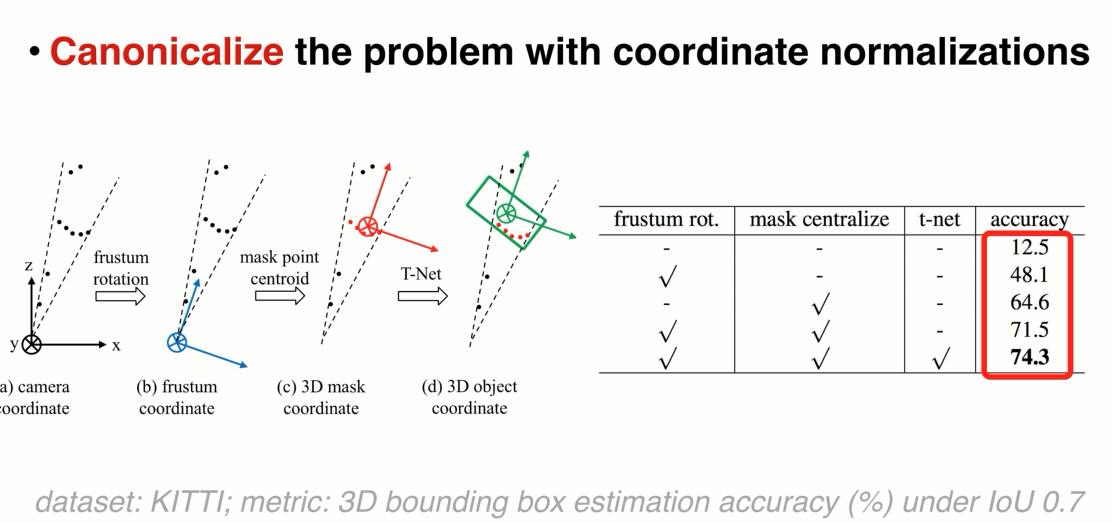 • Canonicalize the problem with coordinate normalizations
z
y
x
frustum
rotation
mask point
centroid
T-Net
a) camera
coordinate
(b) frustum
coordinate
(c) 3D mask
coordinate
(d) 3D object
coordinate
frustum rot. mask centralize t-net accuracy
- - - 12.5
√ - - 48.1
- √ - 64.6
√ √ - 71.5
√ √ √ 74.3
dataset: KITTI; metric: 3D bounding box estimation accuracy (%) under IoU 0.7